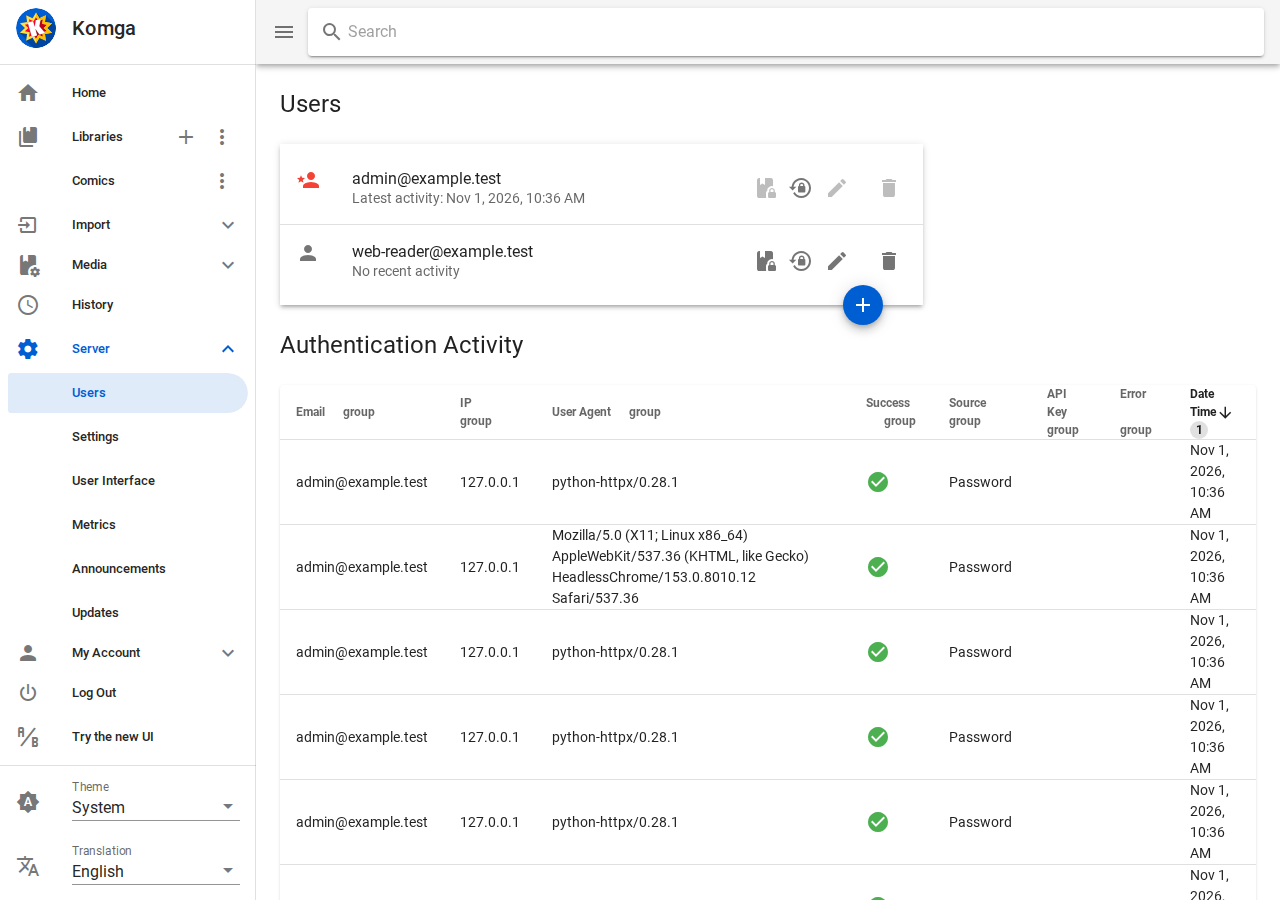 Komga
Search
Home
Libraries
Comics
Import
Media
History
Server
Users
Settings
User Interface
Metrics
Announcements
Updates
My Account
Log Out
Try the new UI
Theme
System
Translation
English
Users
admin@example.test
Latest activity: Nov 1, 2026, 10:36 AM
web-reader@example.test
No recent activity
Authentication Activity
Email group
IP
group
User Agent group
Success
group
Source
group
API
Key
group
Error
group
Date
Time
1
admin@example.test 127.0.0.1 python-httpx/0.28.1 Password
Nov 1,
2026,
10:36
AM
admin@example.test 127.0.0.1
Mozilla/5.0 (X11; Linux x86_64)
AppleWebKit/537.36 (KHTML, like Gecko)
HeadlessChrome/153.0.8010.12
Safari/537.36
Password
Nov 1,
2026,
10:36
AM
admin@example.test 127.0.0.1 python-httpx/0.28.1 Password
Nov 1,
2026,
10:36
AM
admin@example.test 127.0.0.1 python-httpx/0.28.1 Password
Nov 1,
2026,
10:36
AM
admin@example.test 127.0.0.1 python-httpx/0.28.1 Password
Nov 1,
2026,
10:36
AM
Nov 1,
2026,